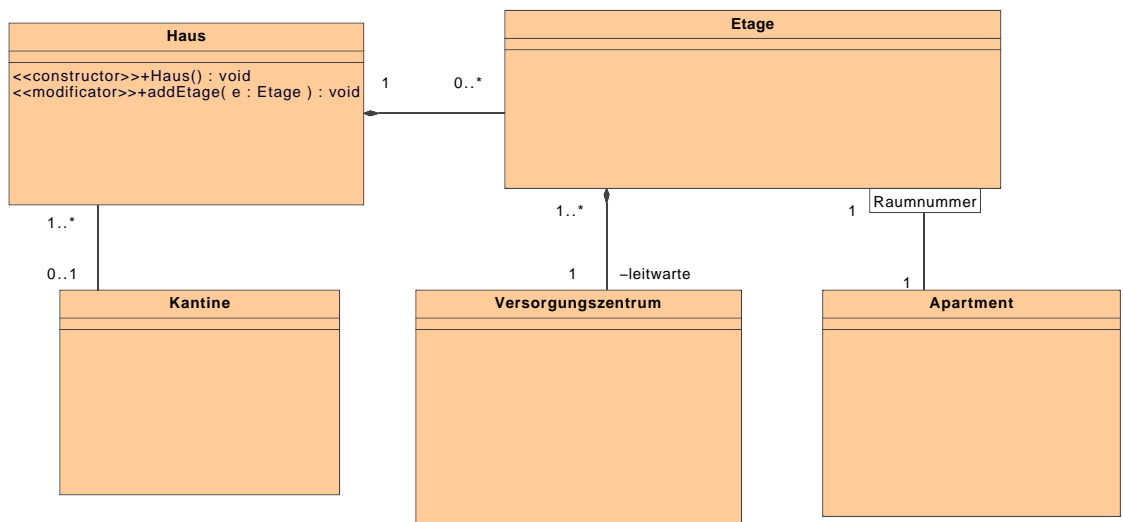 Haus
<<constructor>>+Haus() : void
<<modificator>>+addEtage( e : Etage ) : void
1
0..*
Etage
Raumnummer
1..*
0..1
1..*
1
–leitwarte
1
1
Kantine
Versorgungszentrum
Apartment